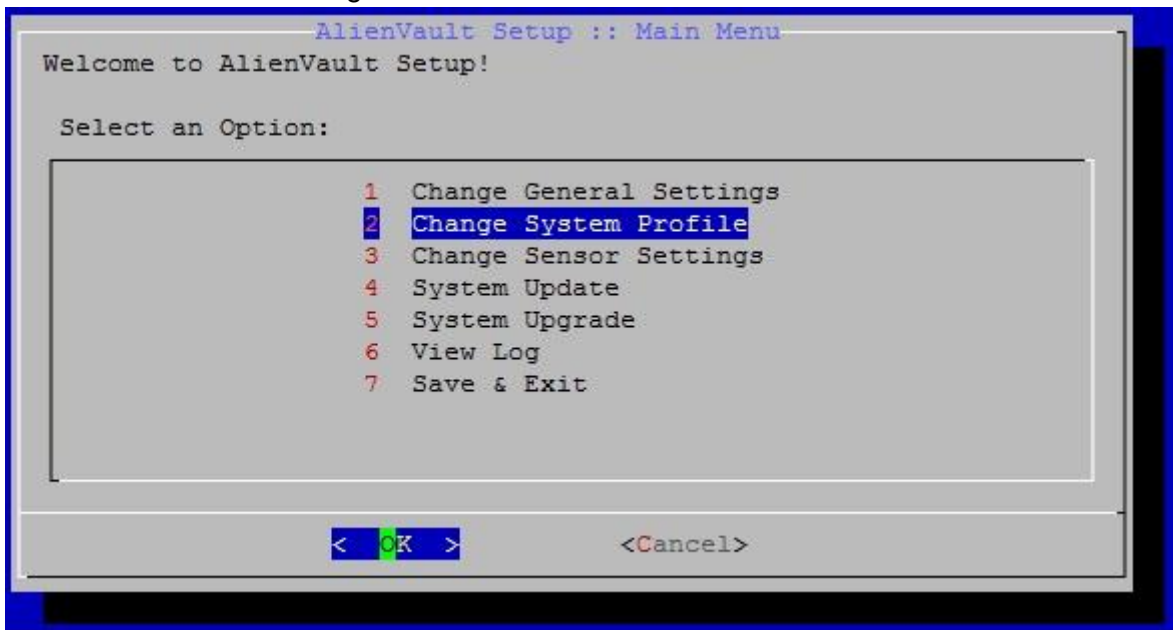 AlienVault Setup :: Main Menu
Welcome to AlienVault Setup!
Select an Option:
1 Change General Settings
2 Change System Profile
3 Change Sensor Settings
4 System Update
5 System Upgrade
6 View Log
7 Save & Exit
< OK > <Cancel>